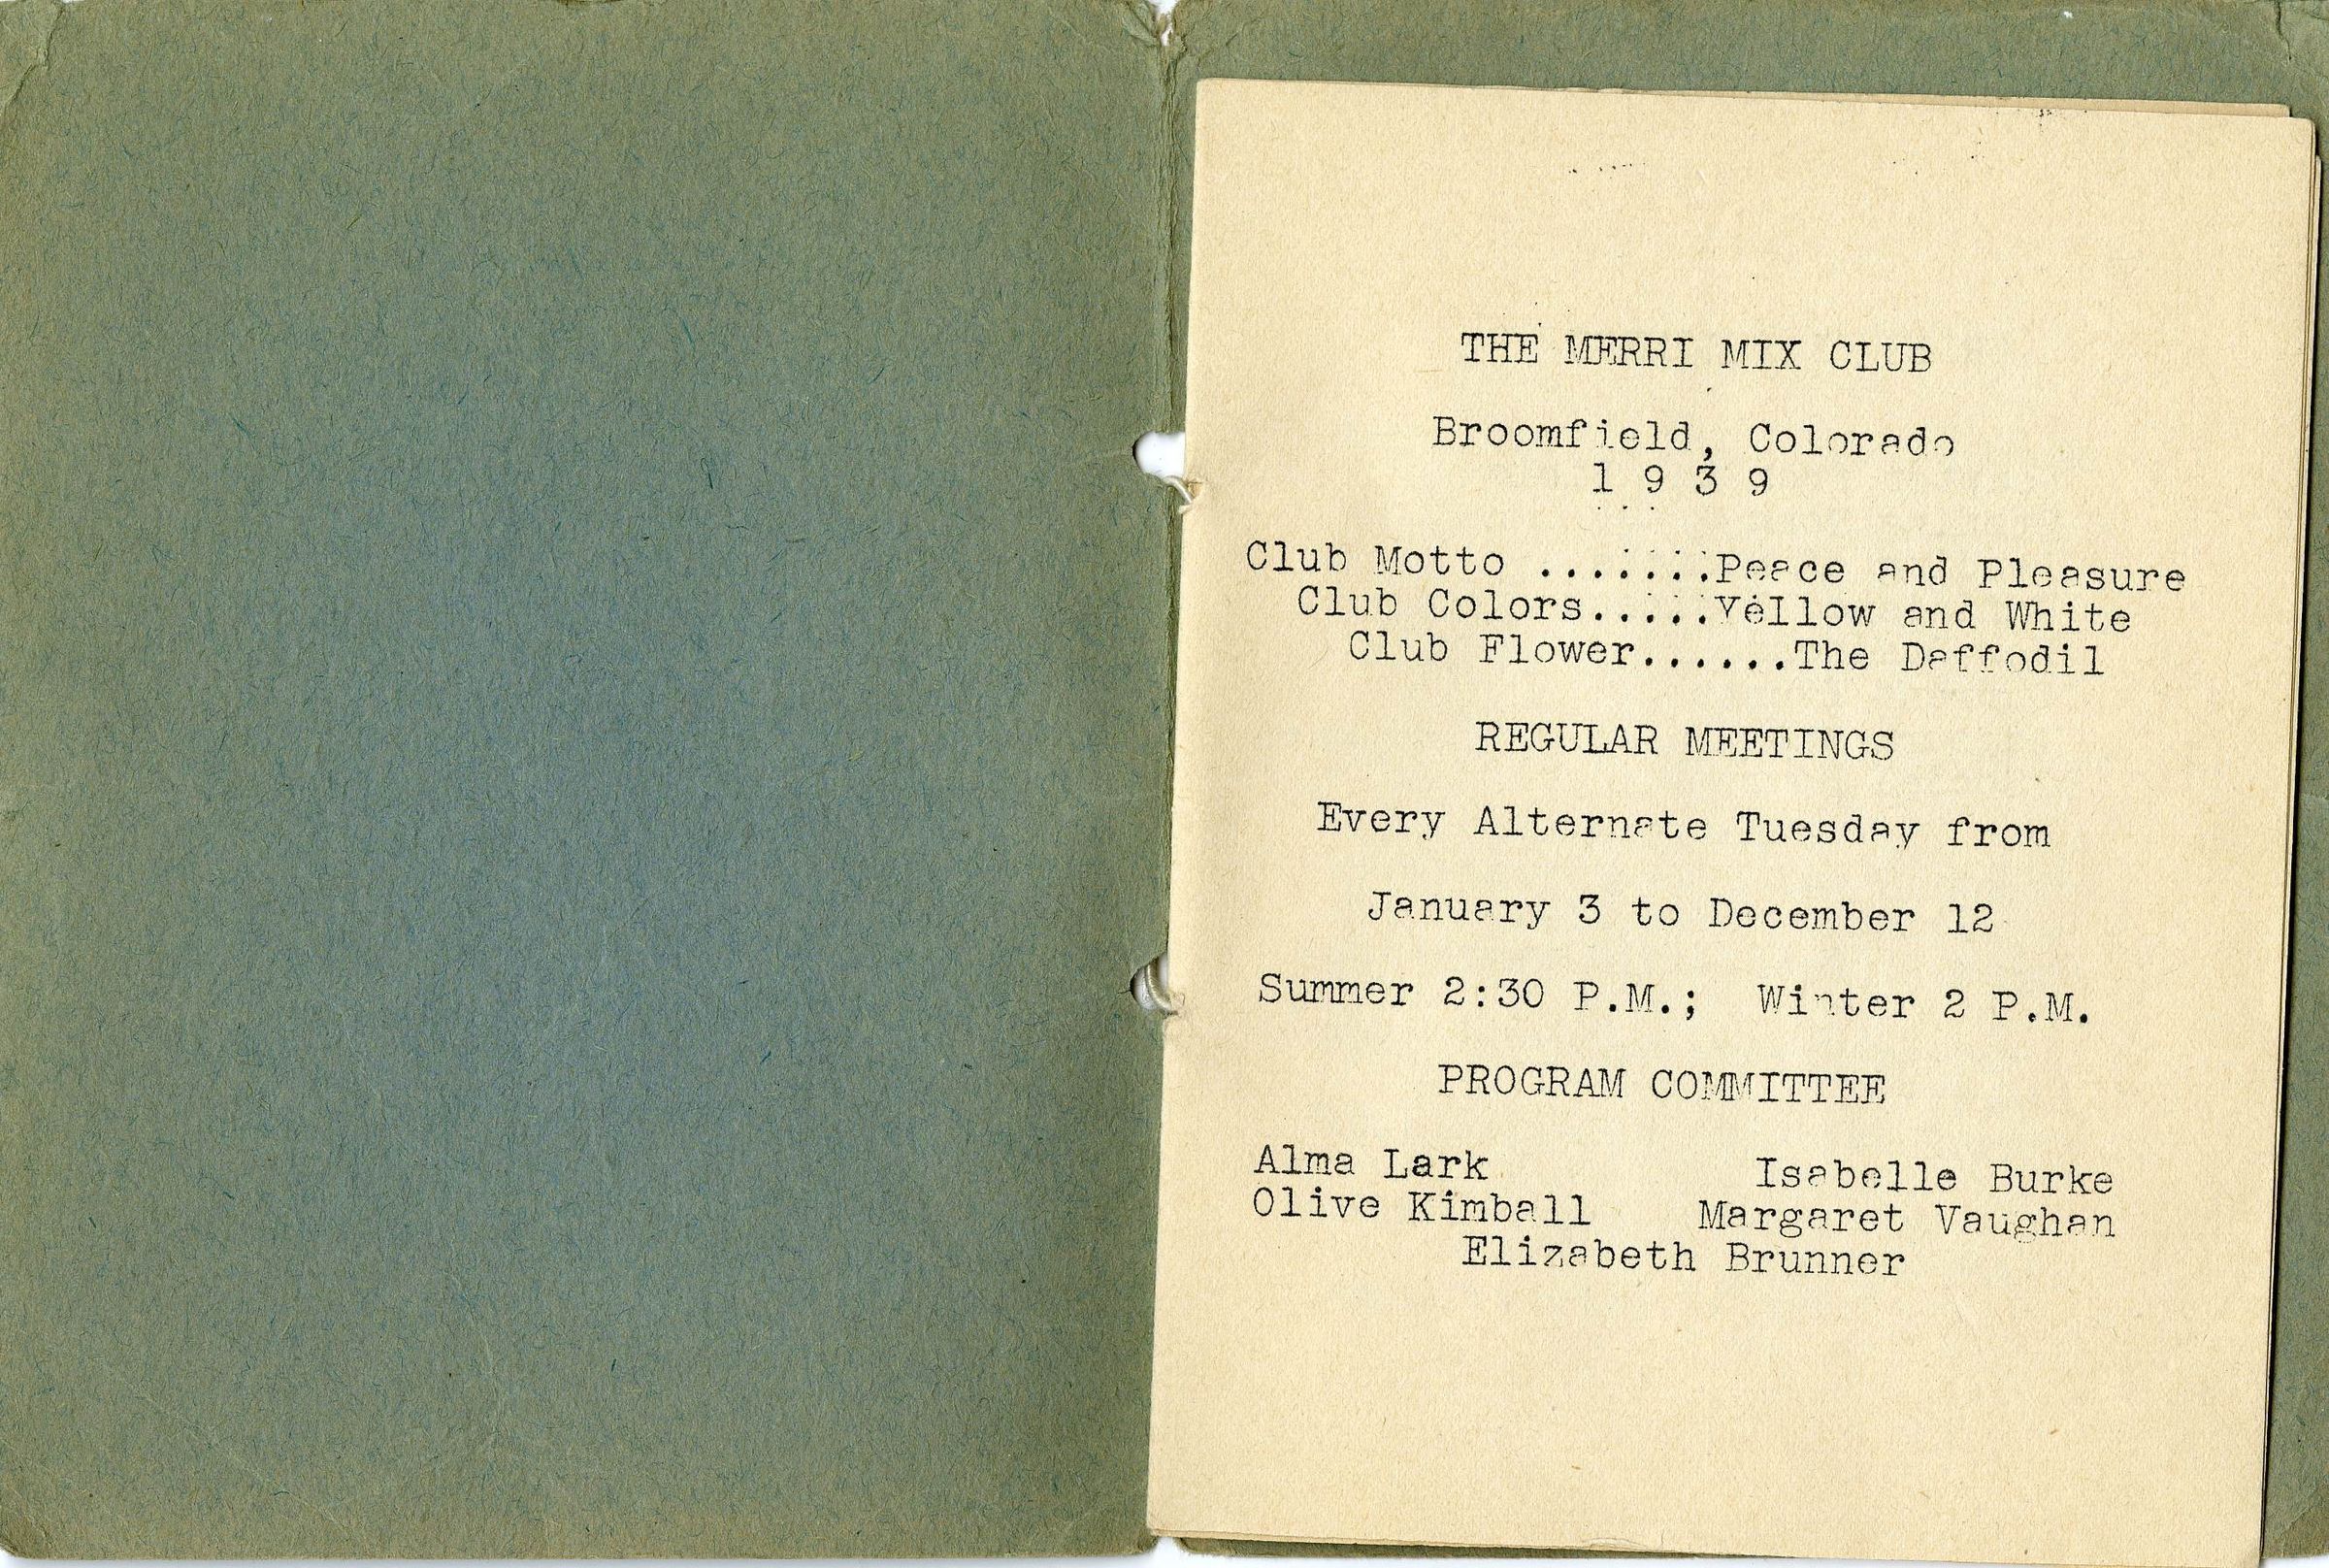 THE MERRI MIX CLUB
Broomfield, Colorado
1 9 3 9
Club Motto .......Peace and Pleasure
Club Colors.....Yellow and White
Club Flower......The Daffodil
REGULAR MEETINGS
Every Alternate Tuesday from
January 3 to December 12
Summer 2:30 P.M.; Winter 2 P.M.
PROGRAM COMMITTEE
Alma Lark Isabelle Burke
Olive Kimball Margaret Vaughan
Elizabeth Brunner